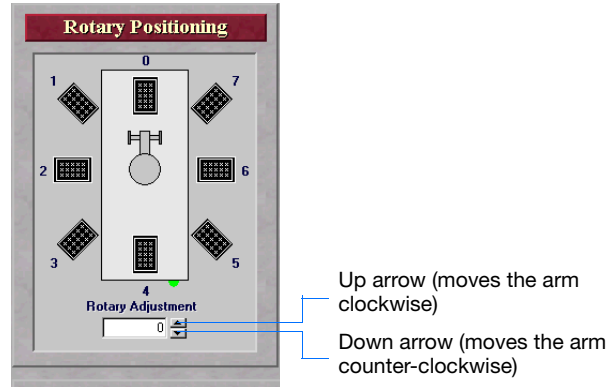 Rotary Positioning
0
1
7
2
6
3
5
4
Rotary Adjustment
0
Up arrow (moves the arm
clockwise)
Down arrow (moves the arm
counter-clockwise)